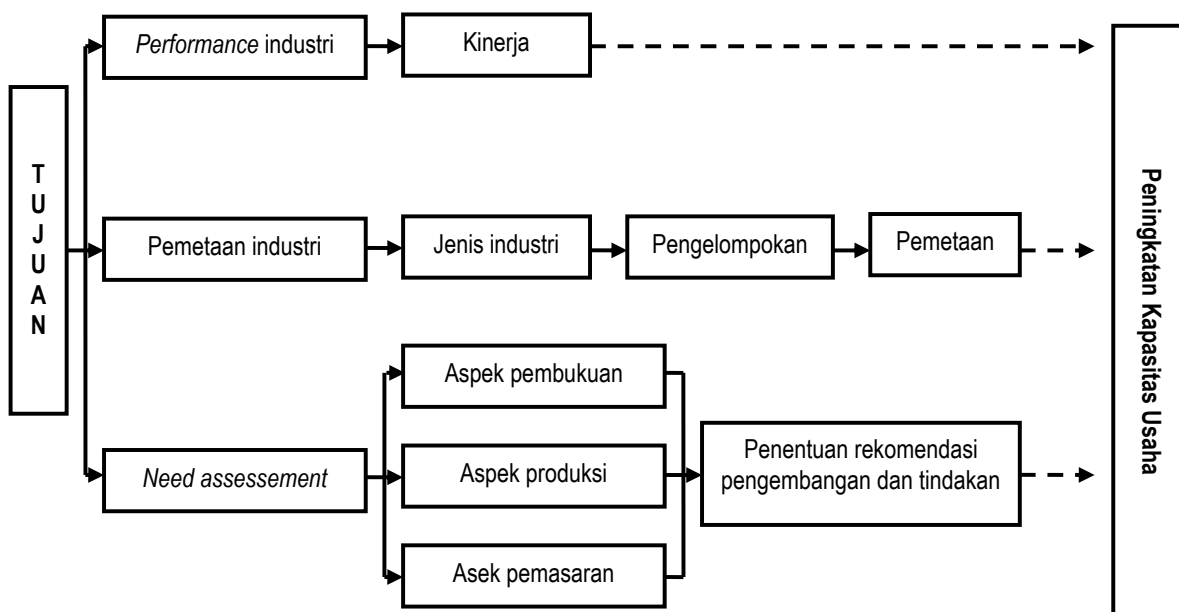 TUJUAN
Performance industri
Kinerja
Pemetaan industri
Jenis industri
Pengelompokan
Pemetaan
Need assessement
Aspek pembukuan
Aspek produksi
Asek pemasaran
Penentuan rekomendasi
pengembangan dan tindakan
Peningkatan Kapasitas Usaha